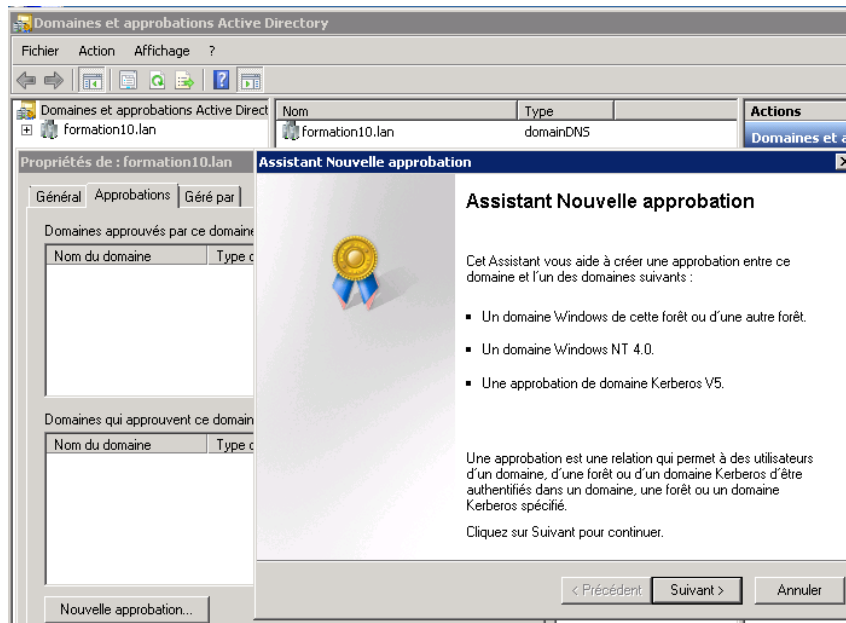 Domaines et approbations Active Directory
Fichier Action Affichage ?
Domaines et approbations Active Direct
formation10.lan
Nom Type
formation10.lan domainDNS
Actions
Domaines et a
Propriétés de : formation10.lan
Général Approbations Géré par
Domaines approuvés par ce domaine
Nom du domaine Type d
Domaines qui approuvent ce domain
Nom du domaine Type d
Nouvelle approbation...
Assistant Nouvelle approbation
Assistant Nouvelle approbation
Cet Assistant vous aide à créer une approbation entre ce
domaine et l'un des domaines suivants :
▪ Un domaine Windows de cette forêt ou d'une autre forêt.
▪ Un domaine Windows NT 4.0.
▪ Une approbation de domaine Kerberos V5.
Une approbation est une relation qui permet à des utilisateurs
d'un domaine, d'une forêt ou d'un domaine Kerberos d'être
authentifiés dans un domaine, une forêt ou un domaine
Kerberos spécifié.
Cliquez sur Suivant pour continuer.
< Précédent Suivant > Annuler